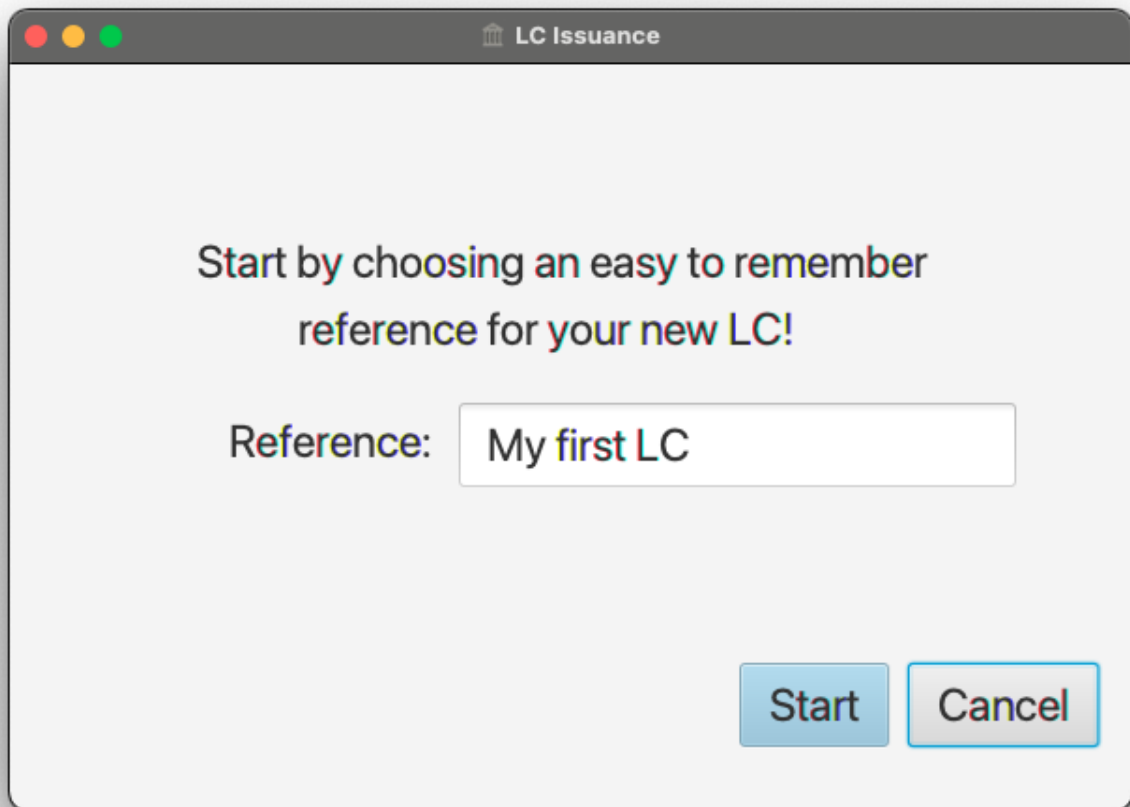 LC Issuance
Start by choosing an easy to remember
reference for your new LC!
Reference: My first LC
Start Cancel